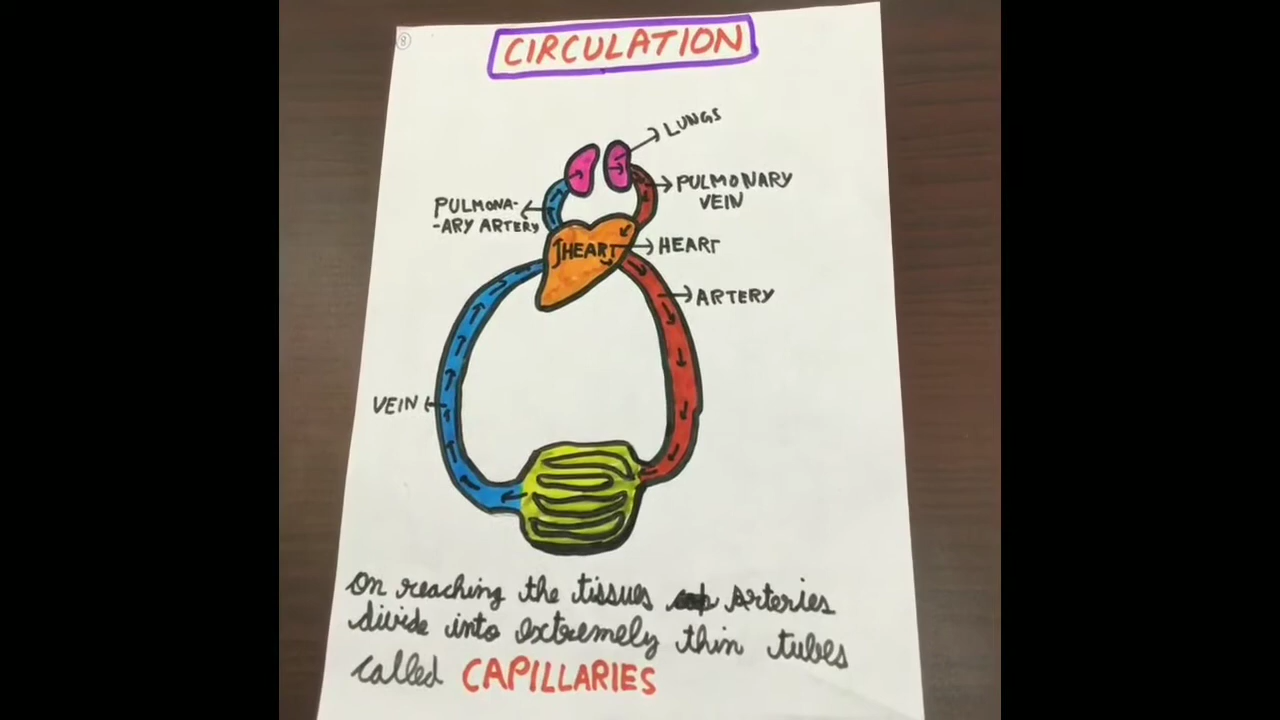 8
CIRCULATION
LUNGS
PULMONARY
VEIN
PULMONA-
-ARY ARTERY
HEART
HEART
ARTERY
VEIN
on reaching the tissues Arteries
divide into extremely thin tubes
called CAPILLARIES